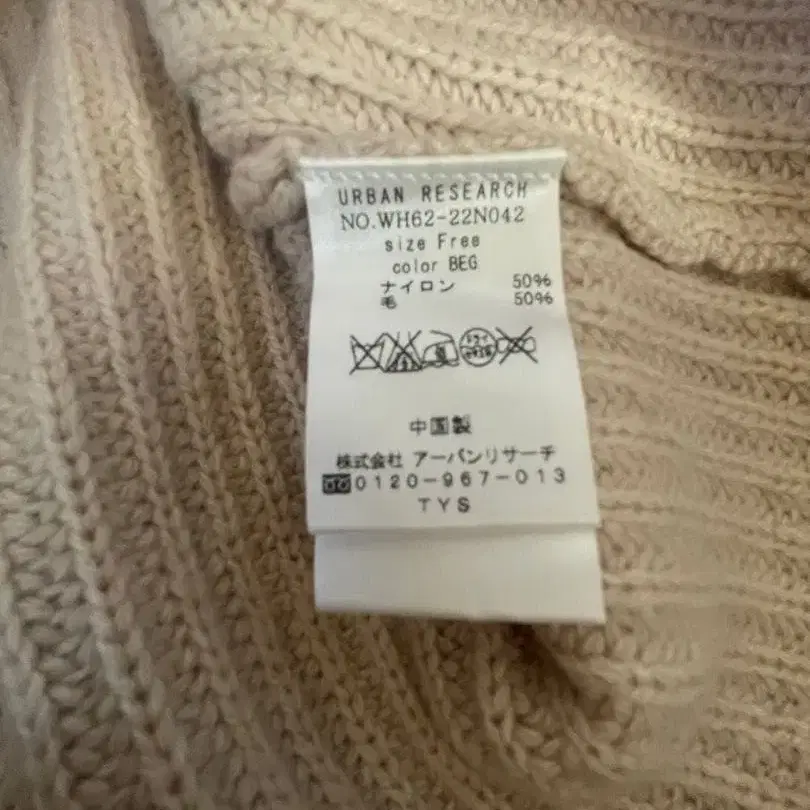 URBAN RESEARCH
NO.WH62-22N042
size Free
color BEG
ナイロン 50%
毛 50%
中国製
株式会社 アーバンリサーチ
0120-967-013
TYS